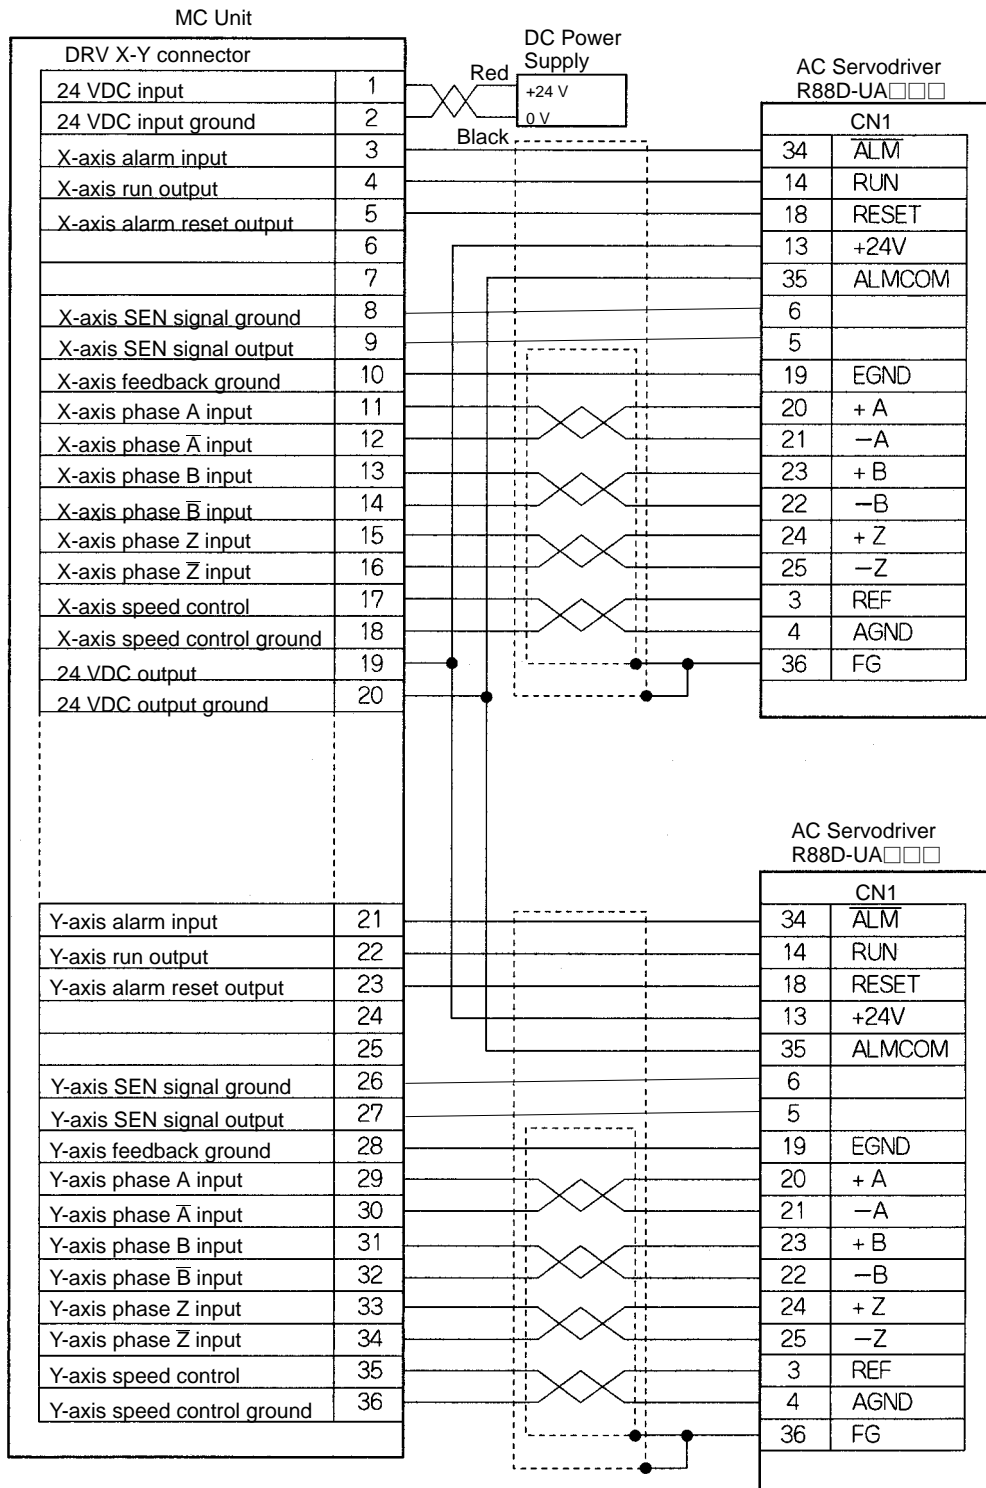 MC Unit
DRV X-Y connector
DC Power
Supply
Red
+24 V
0 V
Black
24 VDC input 1
24 VDC input ground 2
X-axis alarm input 3
X-axis run output 4
X-axis alarm reset output 5
6
7
X-axis SEN signal ground 8
X-axis SEN signal output 9
X-axis feedback ground 10
X-axis phase A input 11
X-axis phase A̅ input 12
X-axis phase B input 13
X-axis phase B̅ input 14
X-axis phase Z input 15
X-axis phase Z̅ input 16
X-axis speed control 17
X-axis speed control ground 18
24 VDC output 19
24 VDC output ground 20
AC Servodriver
R88D-UA□□□
CN1
34 A̅L̅M̅
14 RUN
18 RESET
13 +24V
35 ALMCOM
6
5
19 EGND
20 + A
21 −A
23 + B
22 −B
24 + Z
25 −Z
3 REF
4 AGND
36 FG
Y-axis alarm input 21
Y-axis run output 22
Y-axis alarm reset output 23
24
25
Y-axis SEN signal ground 26
Y-axis SEN signal output 27
Y-axis feedback ground 28
Y-axis phase A input 29
Y-axis phase A̅ input 30
Y-axis phase B input 31
Y-axis phase B̅ input 32
Y-axis phase Z input 33
Y-axis phase Z̅ input 34
Y-axis speed control 35
Y-axis speed control ground 36
AC Servodriver
R88D-UA□□□
CN1
34 A̅L̅M̅
14 RUN
18 RESET
13 +24V
35 ALMCOM
6
5
19 EGND
20 + A
21 −A
23 + B
22 −B
24 + Z
25 −Z
3 REF
4 AGND
36 FG